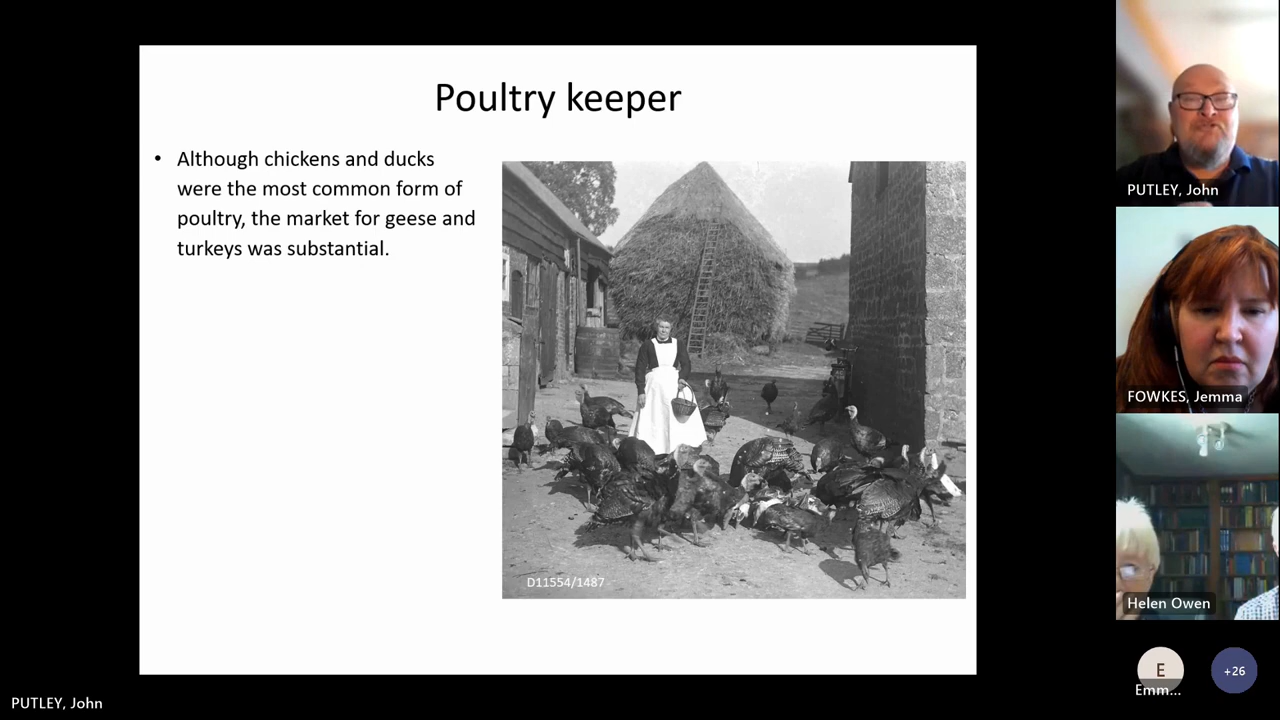 Poultry keeper
• Although chickens and ducks
were the most common form of
poultry, the market for geese and
turkeys was substantial.
D11554/1487
PUTLEY, John
FOWKES, Jemma
Helen Owen
E
Emm...
+26
PUTLEY, John